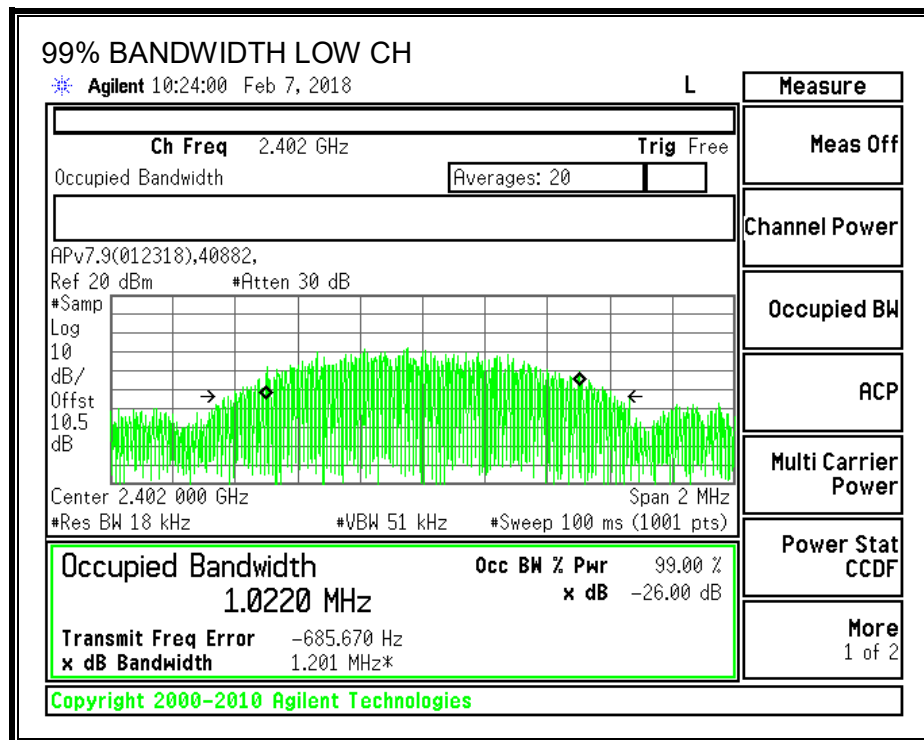 99% BANDWIDTH LOW CH
Agilent 10:24:00 Feb 7, 2018 L
Ch Freq 2.402 GHz Trig Free
Occupied Bandwidth Averages: 20
APv7.9(012318),40882,
Ref 20 dBm #Atten 30 dB
#Samp
Log
10
dB/
Offst
10.5
dB
Center 2.402 000 GHz Span 2 MHz
#Res BW 18 kHz #VBW 51 kHz #Sweep 100 ms (1001 pts)
Occupied Bandwidth Occ BW % Pwr 99.00 %
1.0220 MHz x dB -26.00 dB
Transmit Freq Error -685.670 Hz
x dB Bandwidth 1.201 MHz*
Copyright 2000-2010 Agilent Technologies
Measure
Meas Off
Channel Power
Occupied BW
ACP
Multi Carrier
Power
Power Stat
CCDF
More
1 of 2